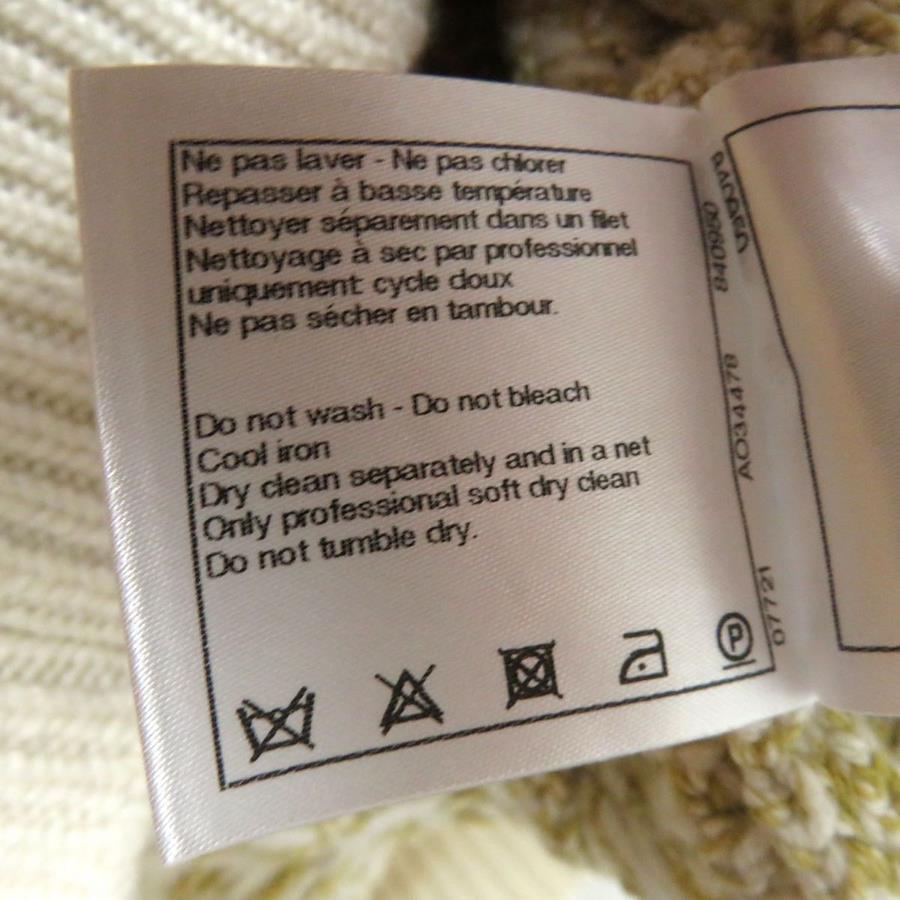 Ne pas laver - Ne pas chlorer
Repasser à basse température
Nettoyer séparement dans un filet
Nettoyage à sec par professionnel
uniquement: cycle doux
Ne pas sécher en tambour.
Do not wash - Do not bleach
Cool iron
Dry clean separately and in a net
Only professional soft dry clean
Do not tumble dry.
P
AO34478
07721